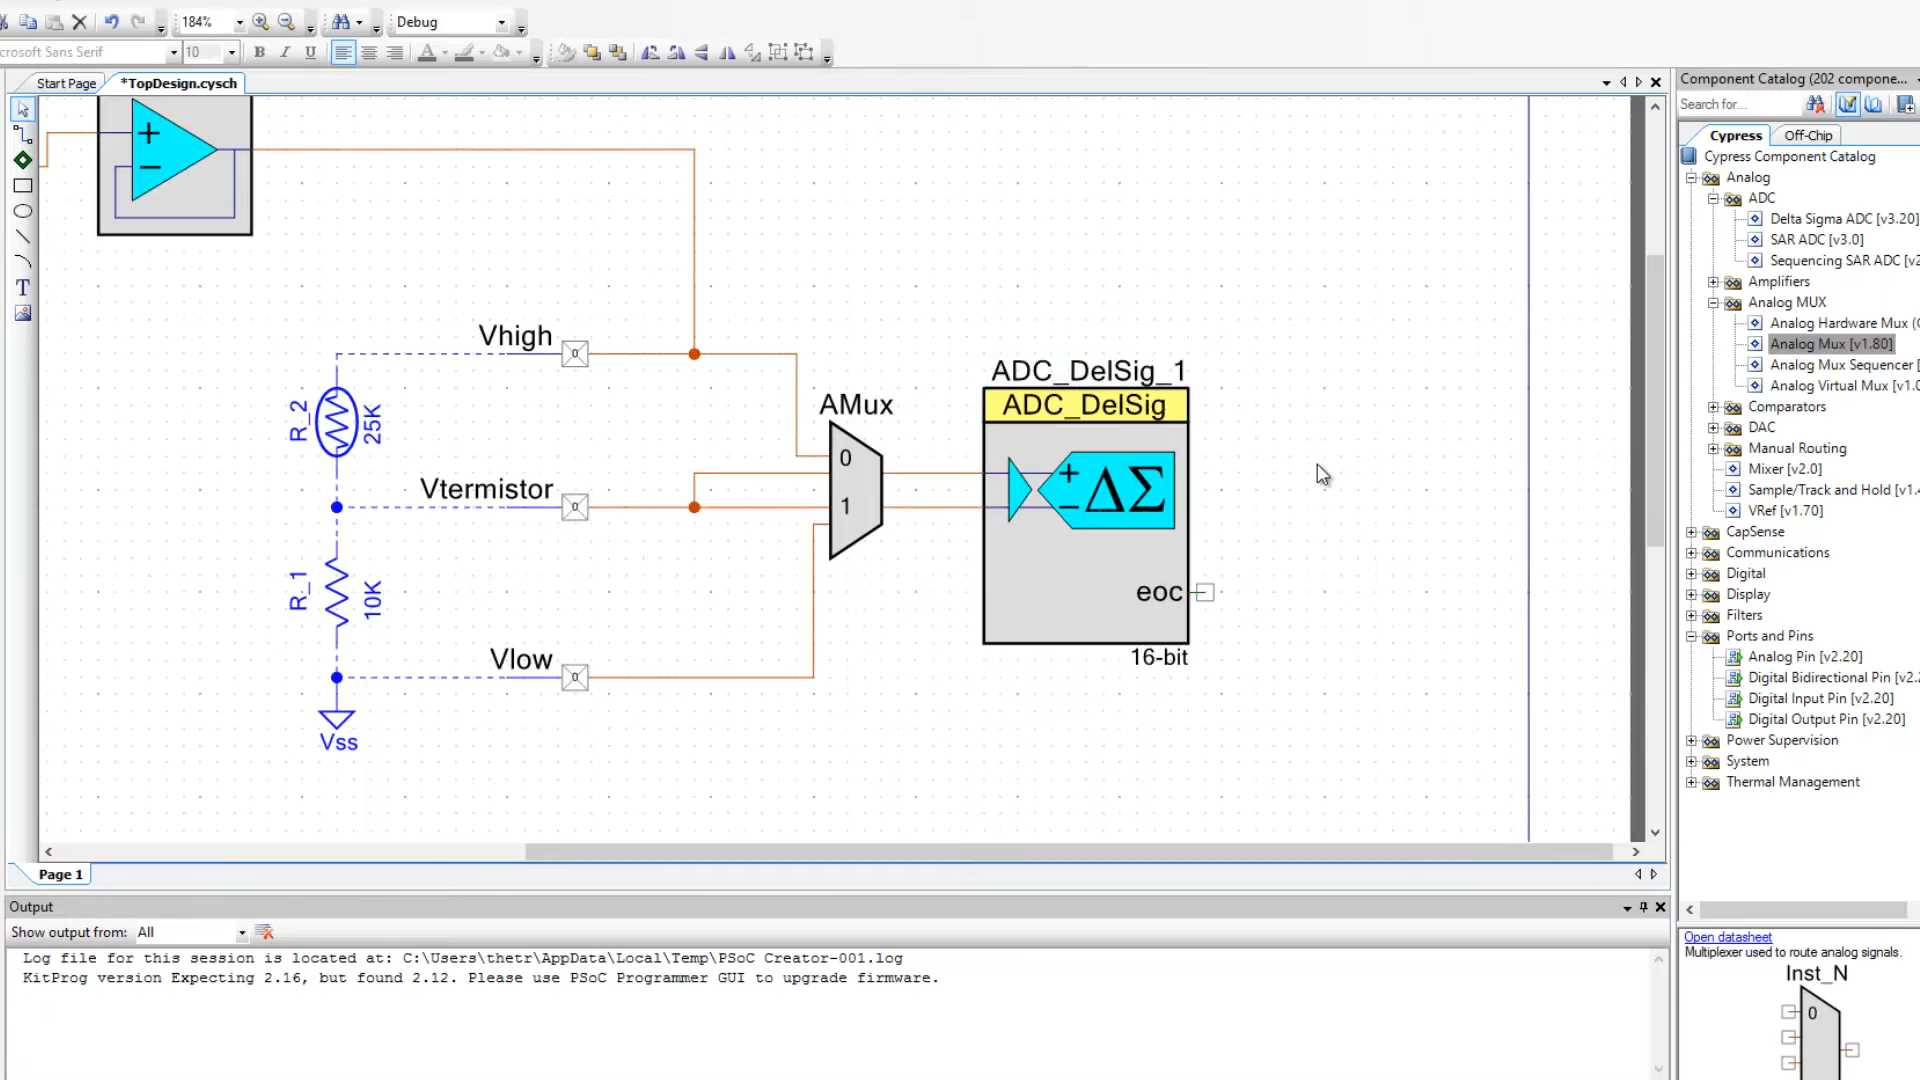 184%
Debug
crosoft Sans Serif
10
B I U
A
Start Page
*TopDesign.cysch
Component Catalog (202 compone...
Search for...
Cypress
Off-Chip
Cypress Component Catalog
Analog
ADC
Delta Sigma ADC [v3.20]
SAR ADC [v3.0]
Sequencing SAR ADC [v2
Amplifiers
Analog MUX
Analog Hardware Mux (
Analog Mux [v1.80]
Analog Mux Sequencer [
Analog Virtual Mux [v1.0
Comparators
DAC
Manual Routing
Mixer [v2.0]
Sample/Track and Hold [v1.4
VRef [v1.70]
CapSense
Communications
Digital
Display
Filters
Ports and Pins
Analog Pin [v2.20]
Digital Bidirectional Pin [v2.
Digital Input Pin [v2.20]
Digital Output Pin [v2.20]
Power Supervision
System
Thermal Management
T
+
−
Vhigh
0
R_2
25K
AMux
0
1
ADC_DelSig_1
ADC_DelSig
+
−
ΔΣ
Vtermistor
0
R_1
10K
eoc
16-bit
Vlow
0
Vss
Page 1
Output
Show output from: All
Log file for this session is located at: C:\Users\thetr\AppData\Local\Temp\PSoC Creator-001.log
KitProg version Expecting 2.16, but found 2.12. Please use PSoC Programmer GUI to upgrade firmware.
Open datasheet
Multiplexer used to route analog signals.
Inst_N
0